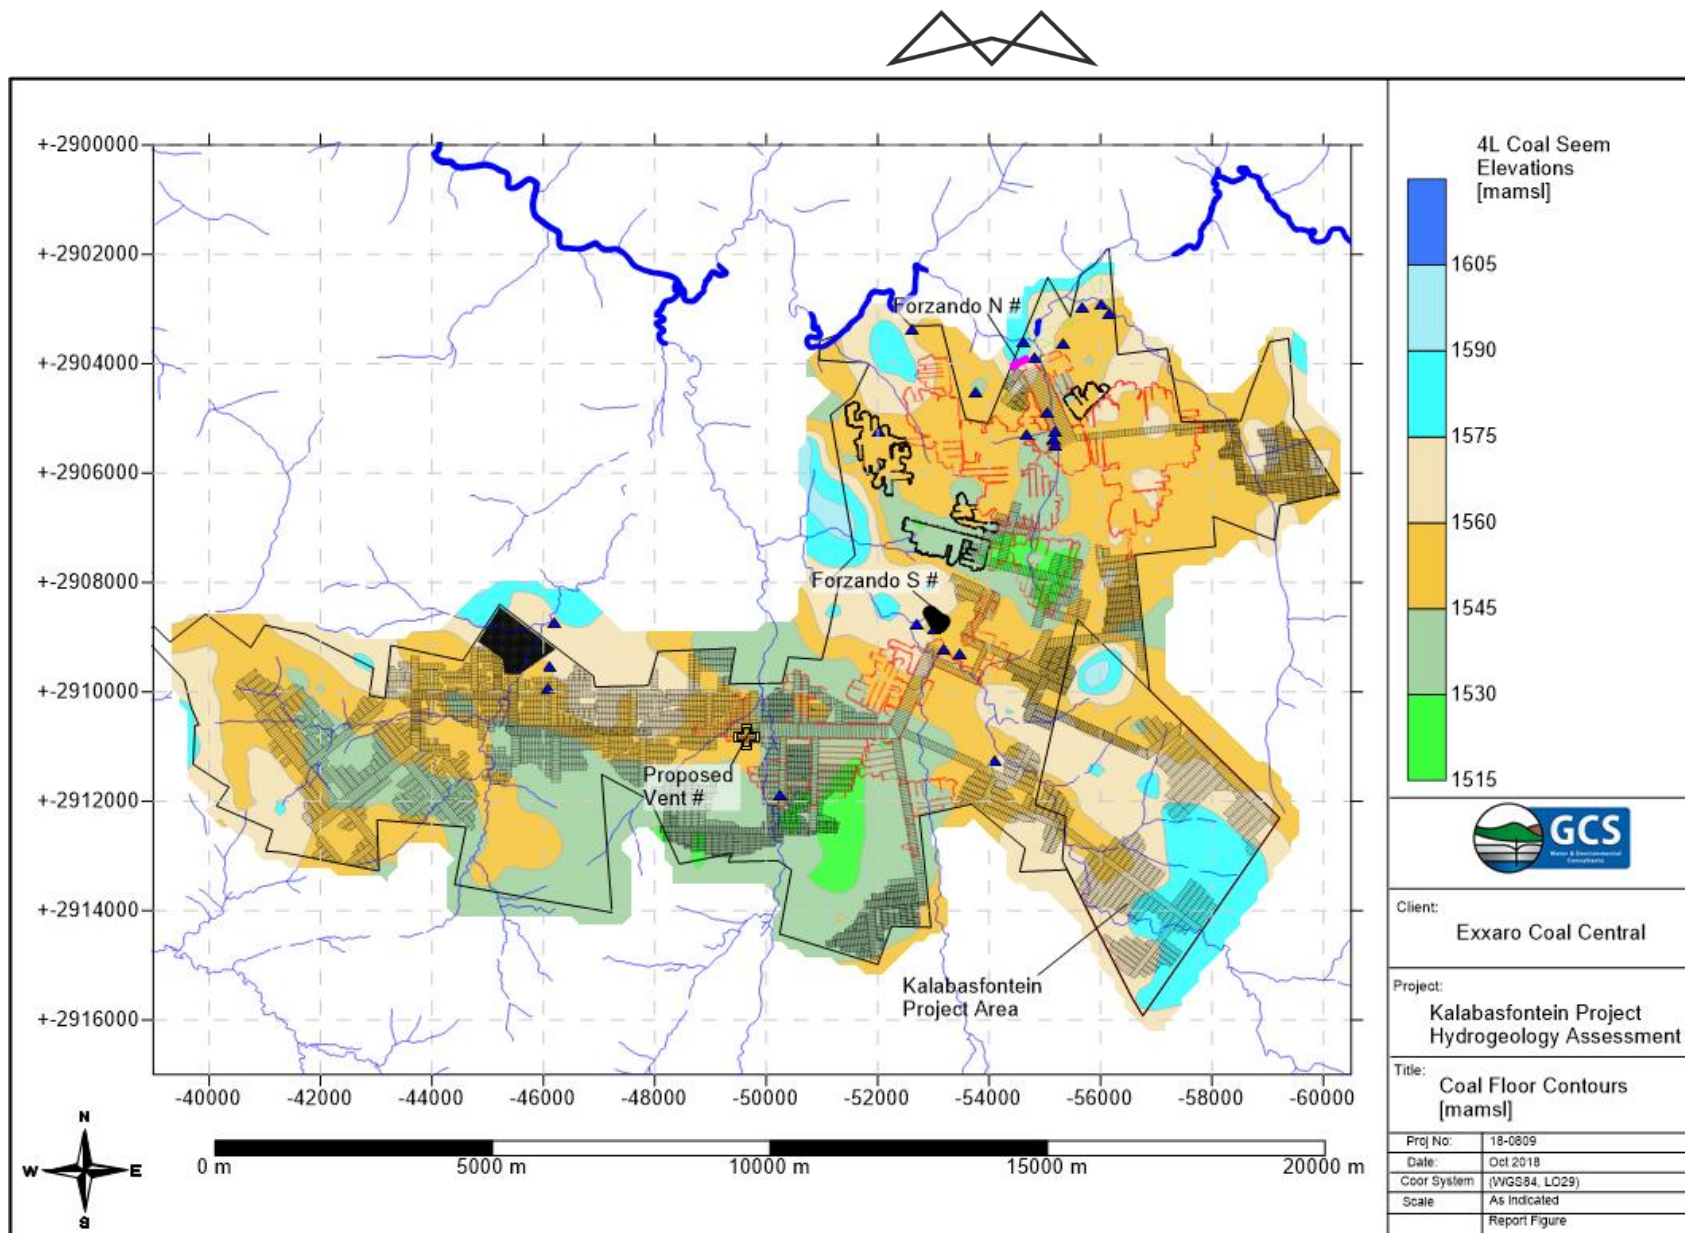 +-2900000
+-2902000
+-2904000
+-2906000
+-2908000
+-2910000
+-2912000
+-2914000
+-2916000
-40000 -42000 -44000 -46000 -48000 -50000 -52000 -54000 -56000 -58000 -60000
Forzando N #
Forzando S #
Proposed
Vent #
Kalabasfontein
Project Area
N
W E
S
0 m 5000 m 10000 m 15000 m 20000 m
4L Coal Seem
Elevations
[mamsl]
1605
1590
1575
1560
1545
1530
1515
GCS
Water & Environmental
Consultants
Client:
Exxaro Coal Central
Project:
Kalabasfontein Project
Hydrogeology Assessment
Title:
Coal Floor Contours
[mamsl]
Proj No: 18-0809
Date: Oct 2018
Coor System (WGS84, LO29)
Scale As Indicated
Report Figure